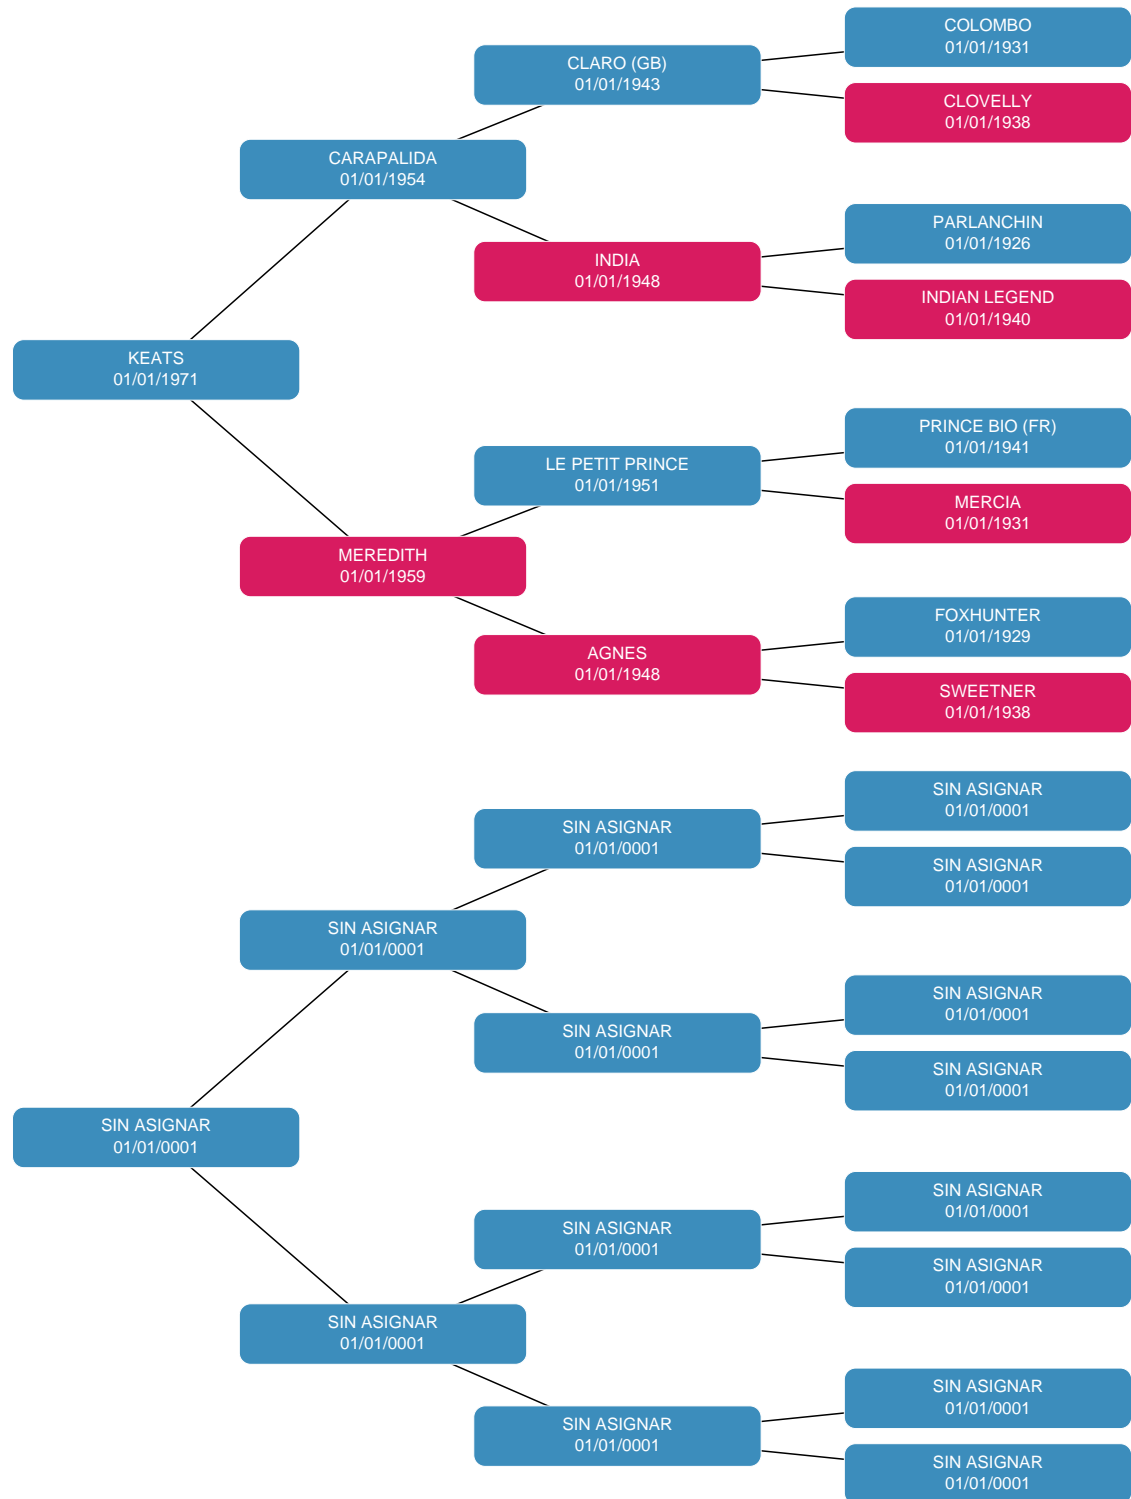 COLOMBO
01/01/1931
CLARO (GB)
01/01/1943
CLOVELLY
01/01/1938
CARAPALIDA
01/01/1954
PARLANCHIN
01/01/1926
INDIA
01/01/1948
INDIAN LEGEND
01/01/1940
KEATS
01/01/1971
PRINCE BIO (FR)
01/01/1941
LE PETIT PRINCE
01/01/1951
MERCIA
01/01/1931
MEREDITH
01/01/1959
FOXHUNTER
01/01/1929
AGNES
01/01/1948
SWEETNER
01/01/1938
SIN ASIGNAR
01/01/0001
SIN ASIGNAR
01/01/0001
SIN ASIGNAR
01/01/0001
SIN ASIGNAR
01/01/0001
SIN ASIGNAR
01/01/0001
SIN ASIGNAR
01/01/0001
SIN ASIGNAR
01/01/0001
SIN ASIGNAR
01/01/0001
SIN ASIGNAR
01/01/0001
SIN ASIGNAR
01/01/0001
SIN ASIGNAR
01/01/0001
SIN ASIGNAR
01/01/0001
SIN ASIGNAR
01/01/0001
SIN ASIGNAR
01/01/0001
SIN ASIGNAR
01/01/0001